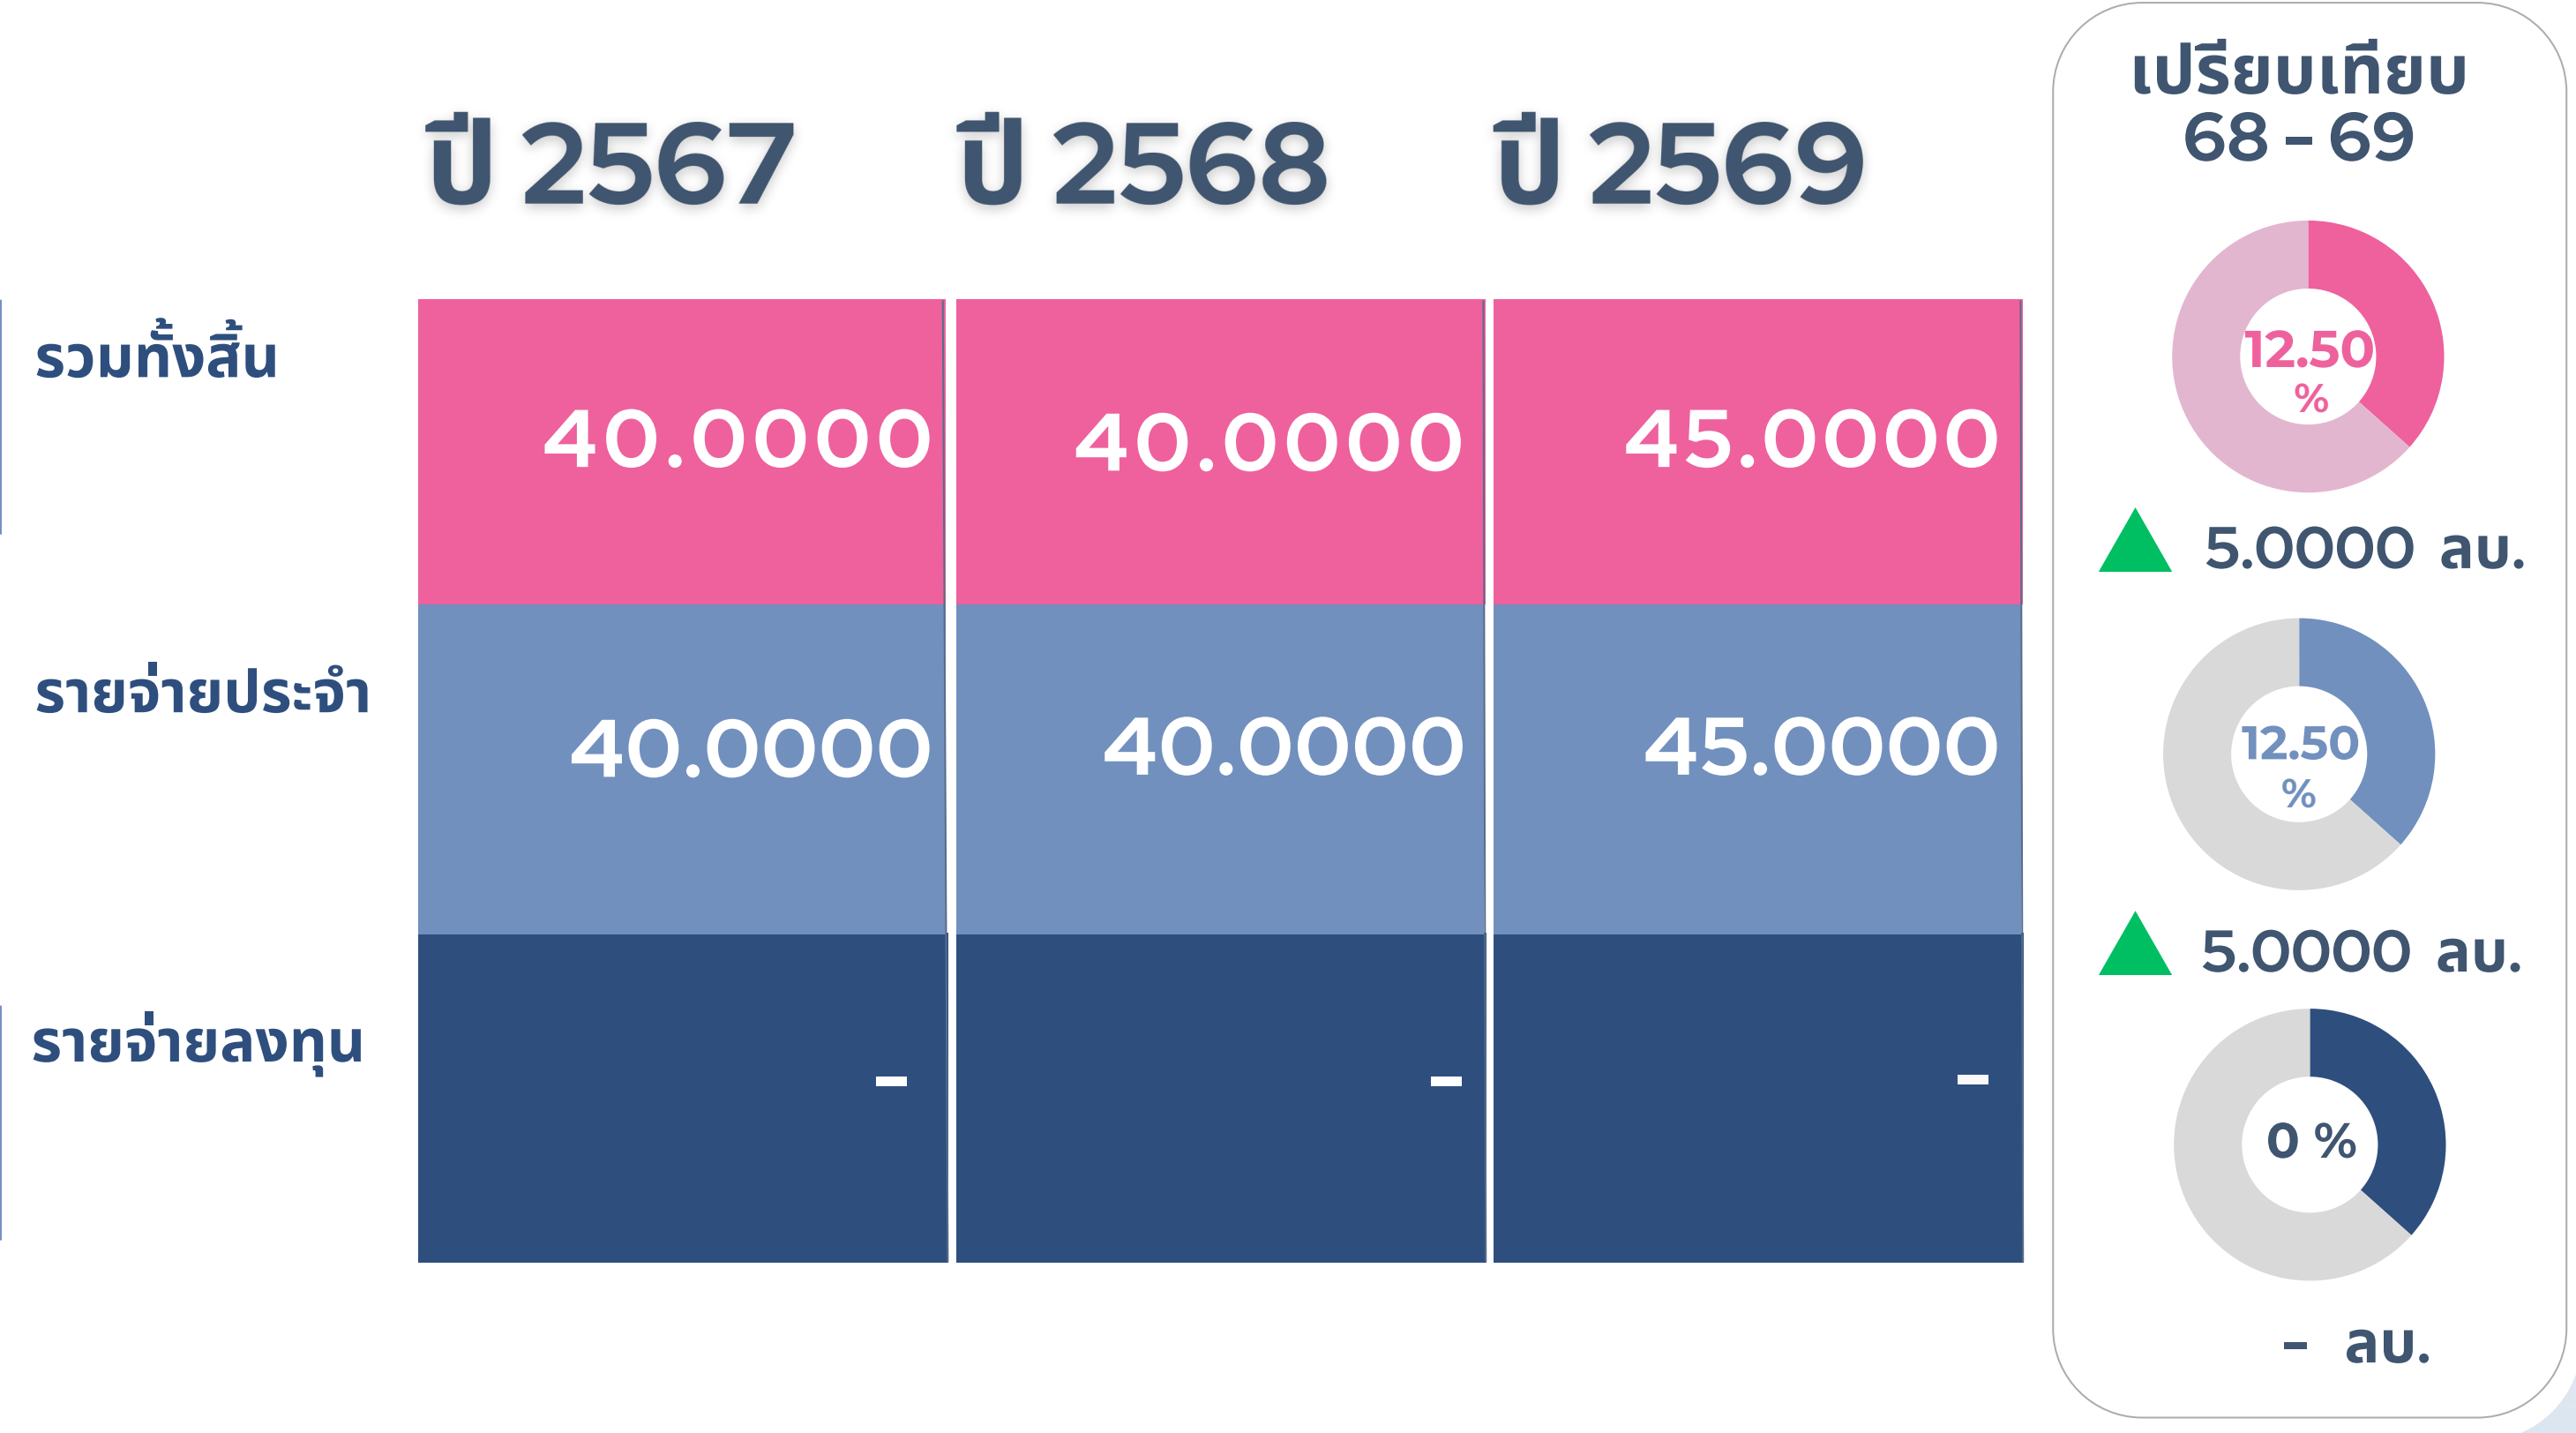 ปี 2567 ปี 2568 ปี 2569
รวมทั้งสิ้น
40.0000 40.0000 45.0000
รายจ่ายประจำ
40.0000 40.0000 45.0000
รายจ่ายลงทุน
- - -
เปรียบเทียบ
68 - 69
12.50
%
5.0000 ลบ.
12.50
%
5.0000 ลบ.
0 %
- ลบ.